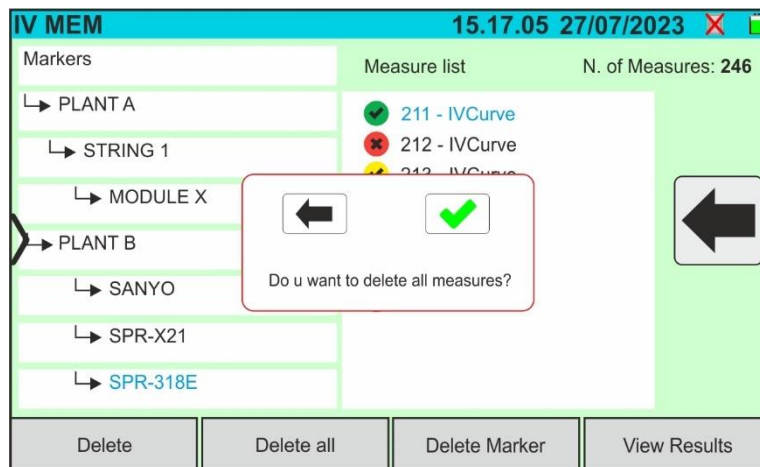 IV MEM 15.17.05 27/07/2023
Markers
Measure list N. of Measures: 246
PLANT A
211 - IVCurve
STRING 1
212 - IVCurve
213 - IVCurve
MODULE X
PLANT B
SANYO
Do u want to delete all measures?
SPR-X21
SPR-318E
Delete Delete all Delete Marker View Results